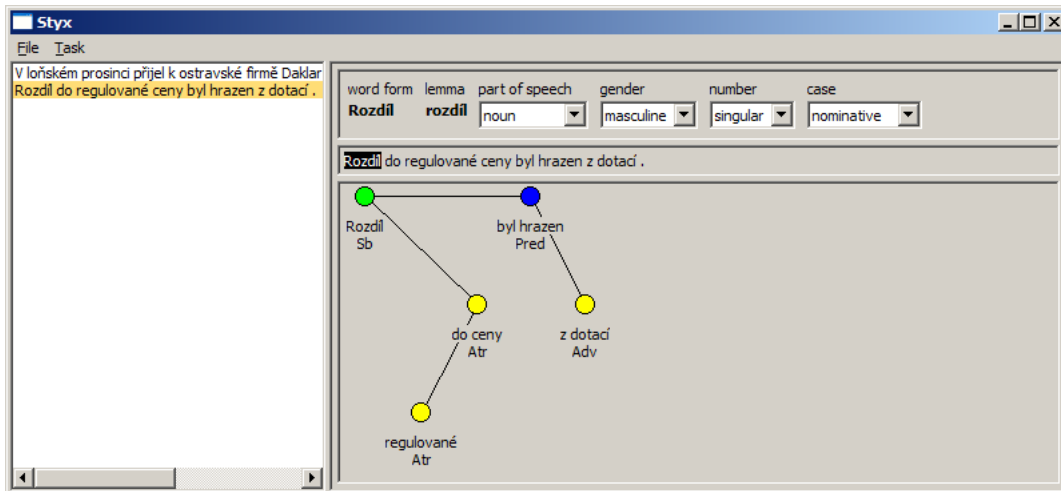 Styx
File Task
V loňském prosinci přijel k ostravské firmě Daklar
Rozdíl do regulované ceny byl hrazen z dotací .
word form lemma part of speech gender number case
Rozdíl rozdíl noun masculine singular nominative
Rozdíl do regulované ceny byl hrazen z dotací .
Rozdíl byl hrazen
Sb Pred
do ceny z dotací
Atr Adv
regulované
Atr